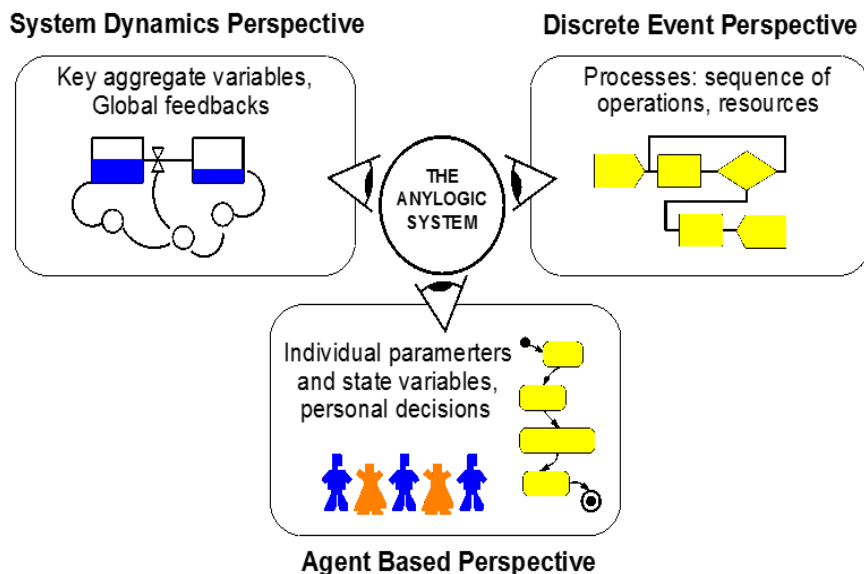 System Dynamics Perspective
Key aggregate variables,
Global feedbacks
Discrete Event Perspective
Processes: sequence of
operations, resources
THE
ANYLOGIC
SYSTEM
Individual paramerters
and state variables,
personal decisions
Agent Based Perspective